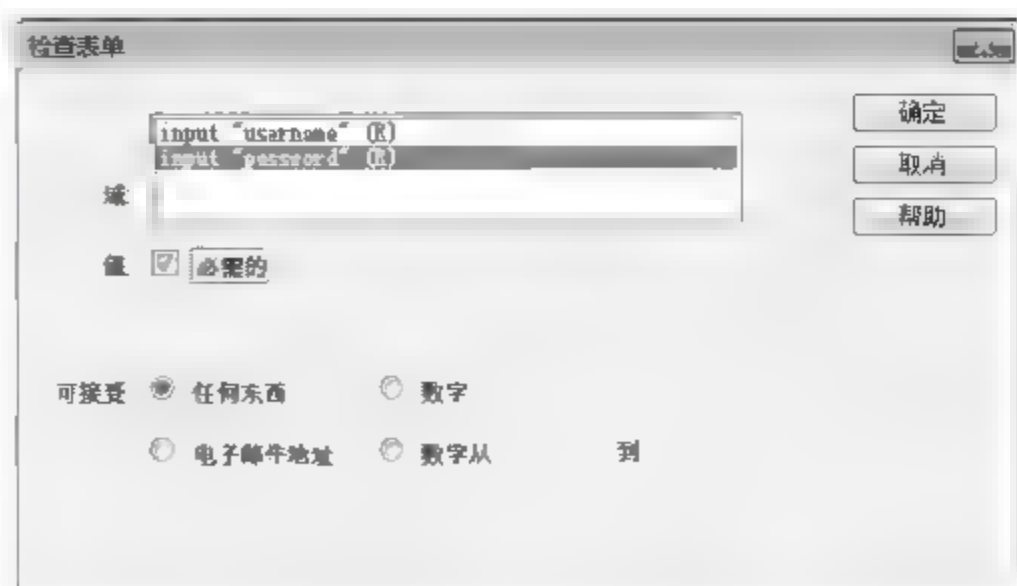 检查表单
input "username" (R)
input "password" (R)
域
值 必需的
可接受 任何东西 数字
电子邮件地址 数字从 到
确定
取消
帮助